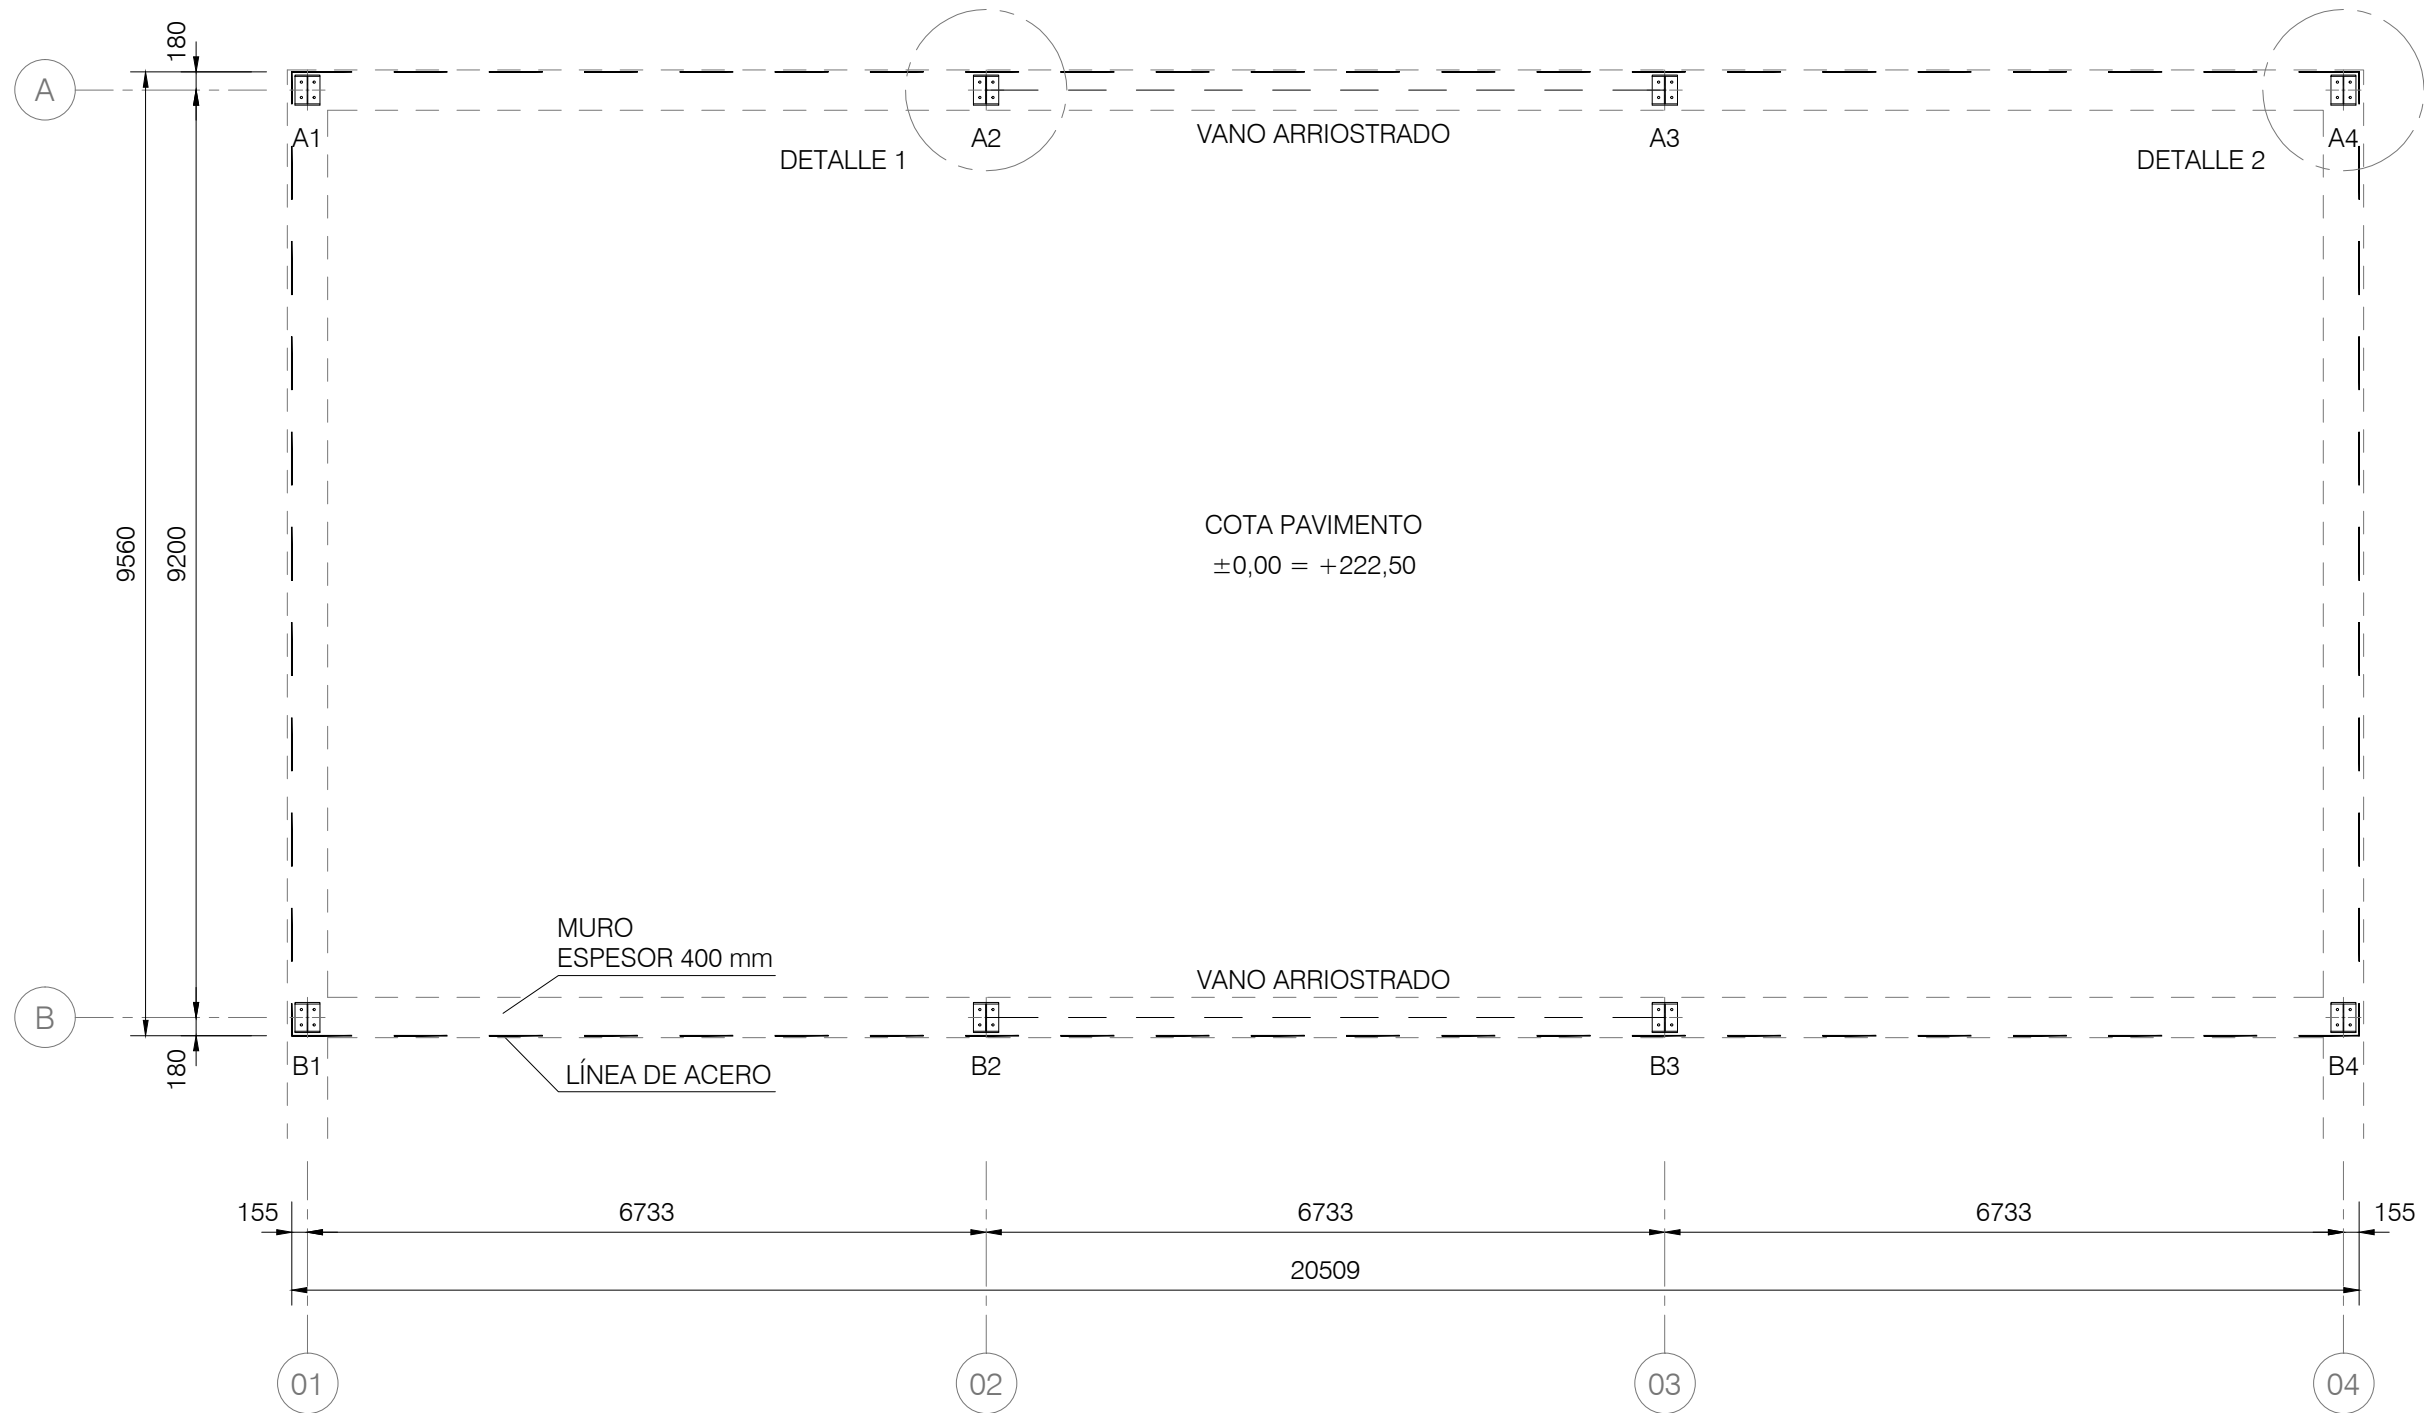 180
A
A1
A2
A3
A4
VANO ARRIOSTRADO
DETALLE 1
DETALLE 2
9560
9200
COTA PAVIMENTO
±0,00 = +222,50
MURO
ESPESOR 400 mm
VANO ARRIOSTRADO
B
180
B1
LÍNEA DE ACERO
B2
B3
B4
155
6733
6733
6733
155
20509
01
02
03
04